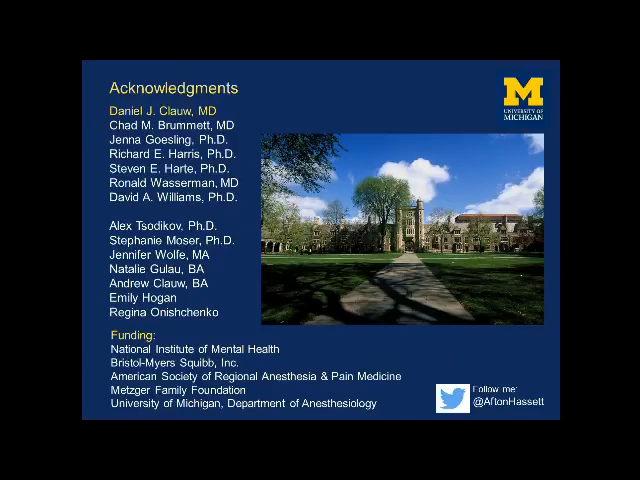 Acknowledgments
Daniel J. Clauw, MD
Chad M. Brummett, MD
Jenna Goesling, Ph.D.
Richard E. Harris, Ph.D.
Steven E. Harte, Ph.D.
Ronald Wasserman, MD
David A. Williams, Ph.D.
Alex Tsodikov, Ph.D.
Stephanie Moser, Ph.D.
Jennifer Wolfe, MA
Natalie Gulau, BA
Andrew Clauw, BA
Emily Hogan
Regina Onishchenko
Funding:
National Institute of Mental Health
Bristol-Myers Squibb, Inc.
American Society of Regional Anesthesia & Pain Medicine
Metzger Family Foundation
University of Michigan, Department of Anesthesiology
M
UNIVERSITY OF
MICHIGAN
Follow me:
@AftonHassett